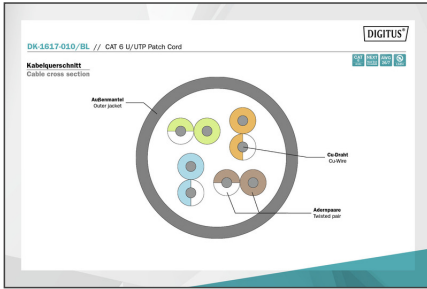 DIGITUS®
DK-1617-010/BL // CAT 6 U/UTP Patch Cord
Kabelquerschnitt
Cable cross section
Außenmantel
Outer jacket
Cu-Draht
Cu-Wire
Aderspaare
Twisted pair